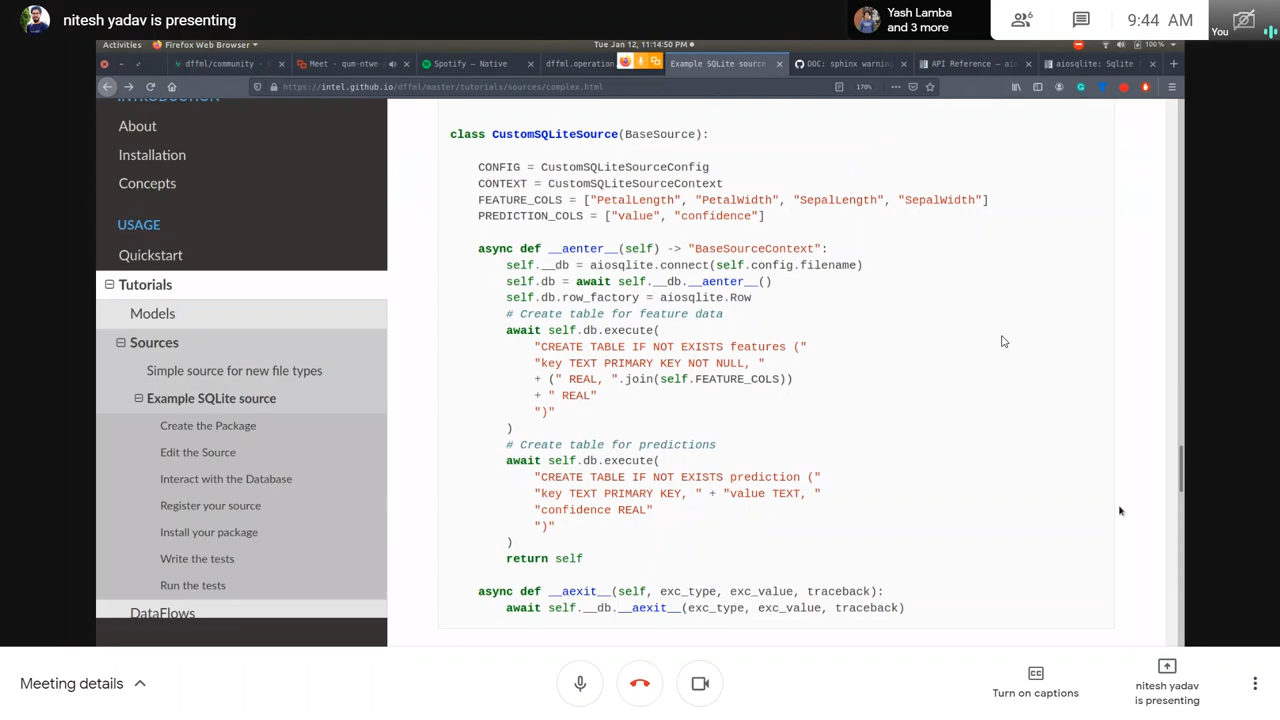 nitesh yadav is presenting
Yash Lamba
and 3 more
6
9:44 AM
You
Activities
Firefox Web Browser
Tue Jan 12, 11:14:50
100 %
dffml/community · G
Meet - qum-ntwe-
Spotify – Native
dffml.operation
Example SQLite source
DOC: sphinx warning
API Reference — aio
aiosqlite: Sqlite
https://intel.github.io/dffml/master/tutorials/sources/complex.html
170%
INTRODUCTION
About
Installation
Concepts
USAGE
Quickstart
Tutorials
Models
Sources
Simple source for new file types
Example SQLite source
Create the Package
Edit the Source
Interact with the Database
Register your source
Install your package
Write the tests
Run the tests
DataFlows
class CustomSQLiteSource(BaseSource):
CONFIG = CustomSQLiteSourceConfig
CONTEXT = CustomSQLiteSourceContext
FEATURE_COLS = ["PetalLength", "PetalWidth", "SepalLength", "SepalWidth"]
PREDICTION_COLS = ["value", "confidence"]
async def __aenter__(self) -> "BaseSourceContext":
self.__db = aiosqlite.connect(self.config.filename)
self.db = await self.__db.__aenter__()
self.db.row_factory = aiosqlite.Row
# Create table for feature data
await self.db.execute(
"CREATE TABLE IF NOT EXISTS features ("
"key TEXT PRIMARY KEY NOT NULL, "
+ (" REAL, ".join(self.FEATURE_COLS))
+ " REAL"
")"
)
# Create table for predictions
await self.db.execute(
"CREATE TABLE IF NOT EXISTS prediction ("
"key TEXT PRIMARY KEY, " + "value TEXT, "
"confidence REAL"
")"
)
return self
async def __aexit__(self, exc_type, exc_value, traceback):
await self.__db.__aexit__(exc_type, exc_value, traceback)
Meeting details
Turn on captions
nitesh yadav
is presenting